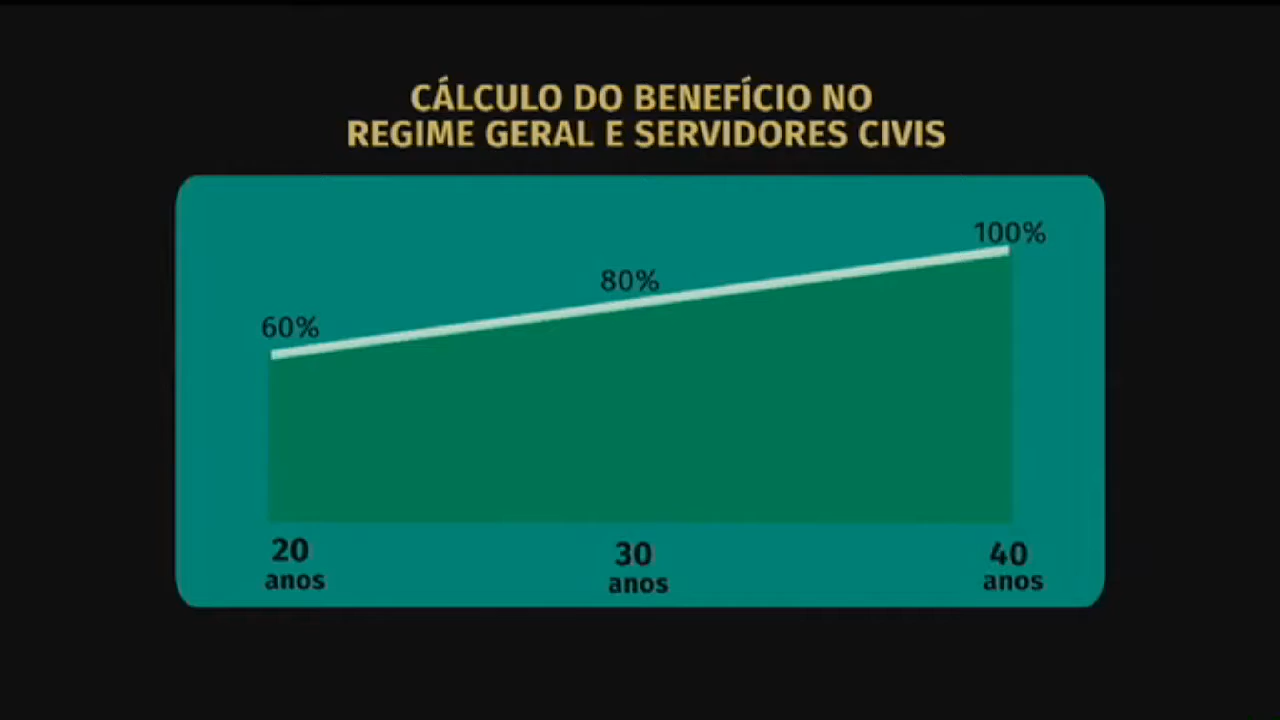 CÁLCULO DO BENEFÍCIO NO
REGIME GERAL E SERVIDORES CIVIS
100%
80%
60%
20 30 40
anos anos anos